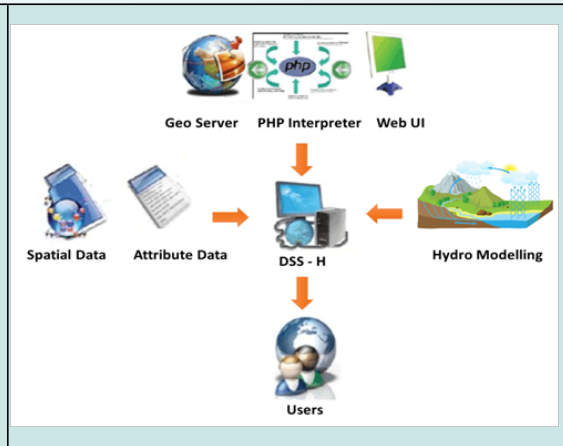 php
Geo Server PHP Interpreter Web UI
Spatial Data Attribute Data DSS - H Hydro Modelling
Users